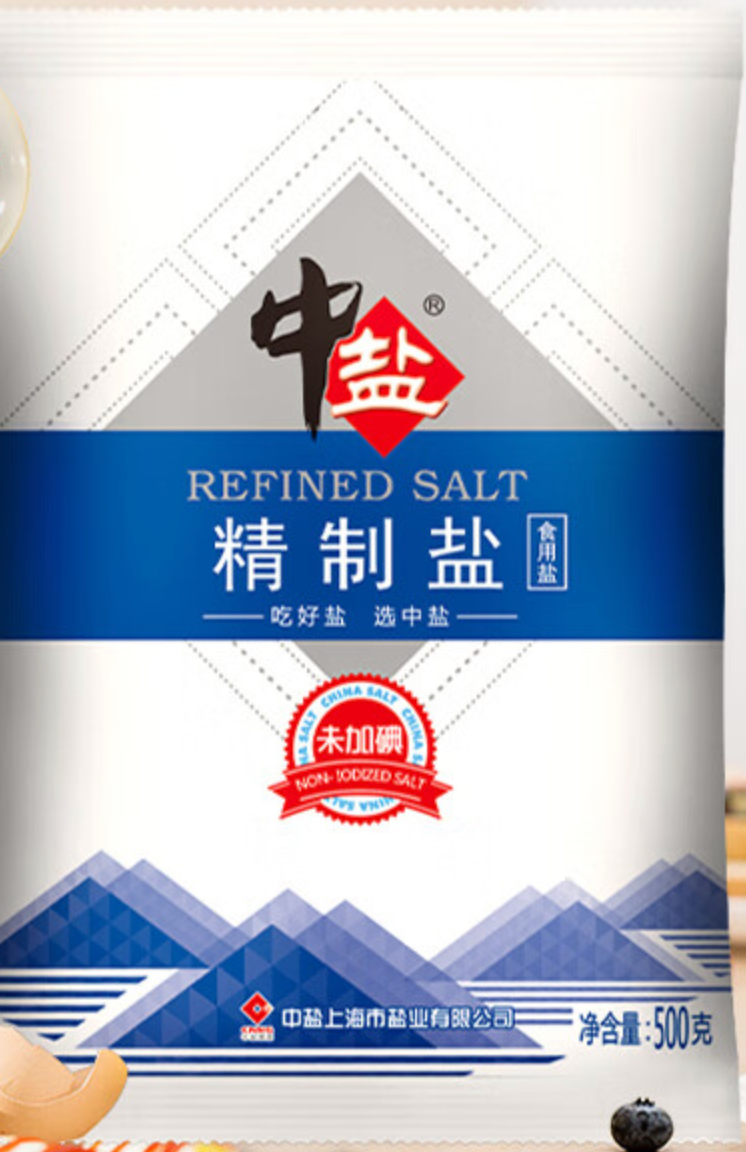 中盐®
REFINED SALT
精制盐
食用盐
吃好盐 选中盐
CHINA SALT CHINA SALT
未加碘
NON-IODIZED SALT
中盐上海市盐业有限公司
净含量:500克